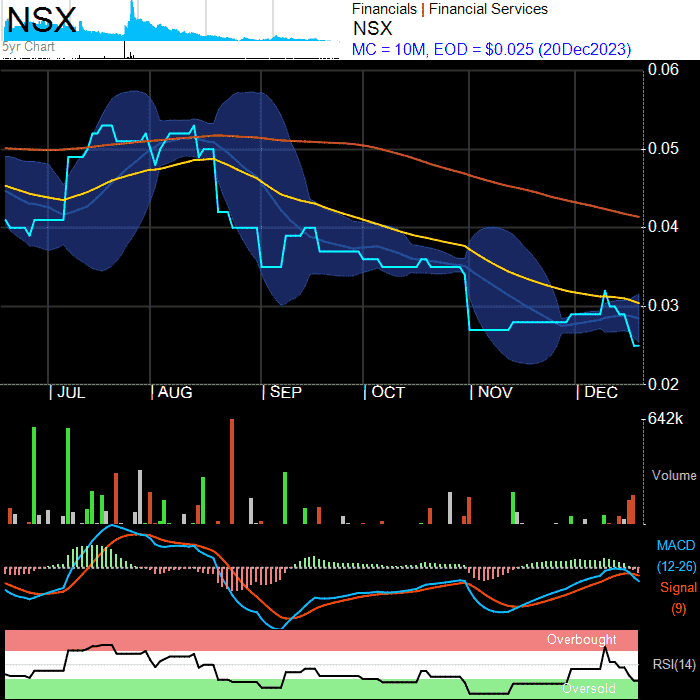 NSX
5yr Chart
Financials | Financial Services
NSX
MC = 10M, EOD = $0.025 (20Dec2023)
0.06
0.05
0.04
0.03
0.02
| JUL | AUG | SEP | OCT | NOV | DEC
642k
Volume
MACD
(12-26)
Signal
(9)
Overbought
RSI(14)
Oversold